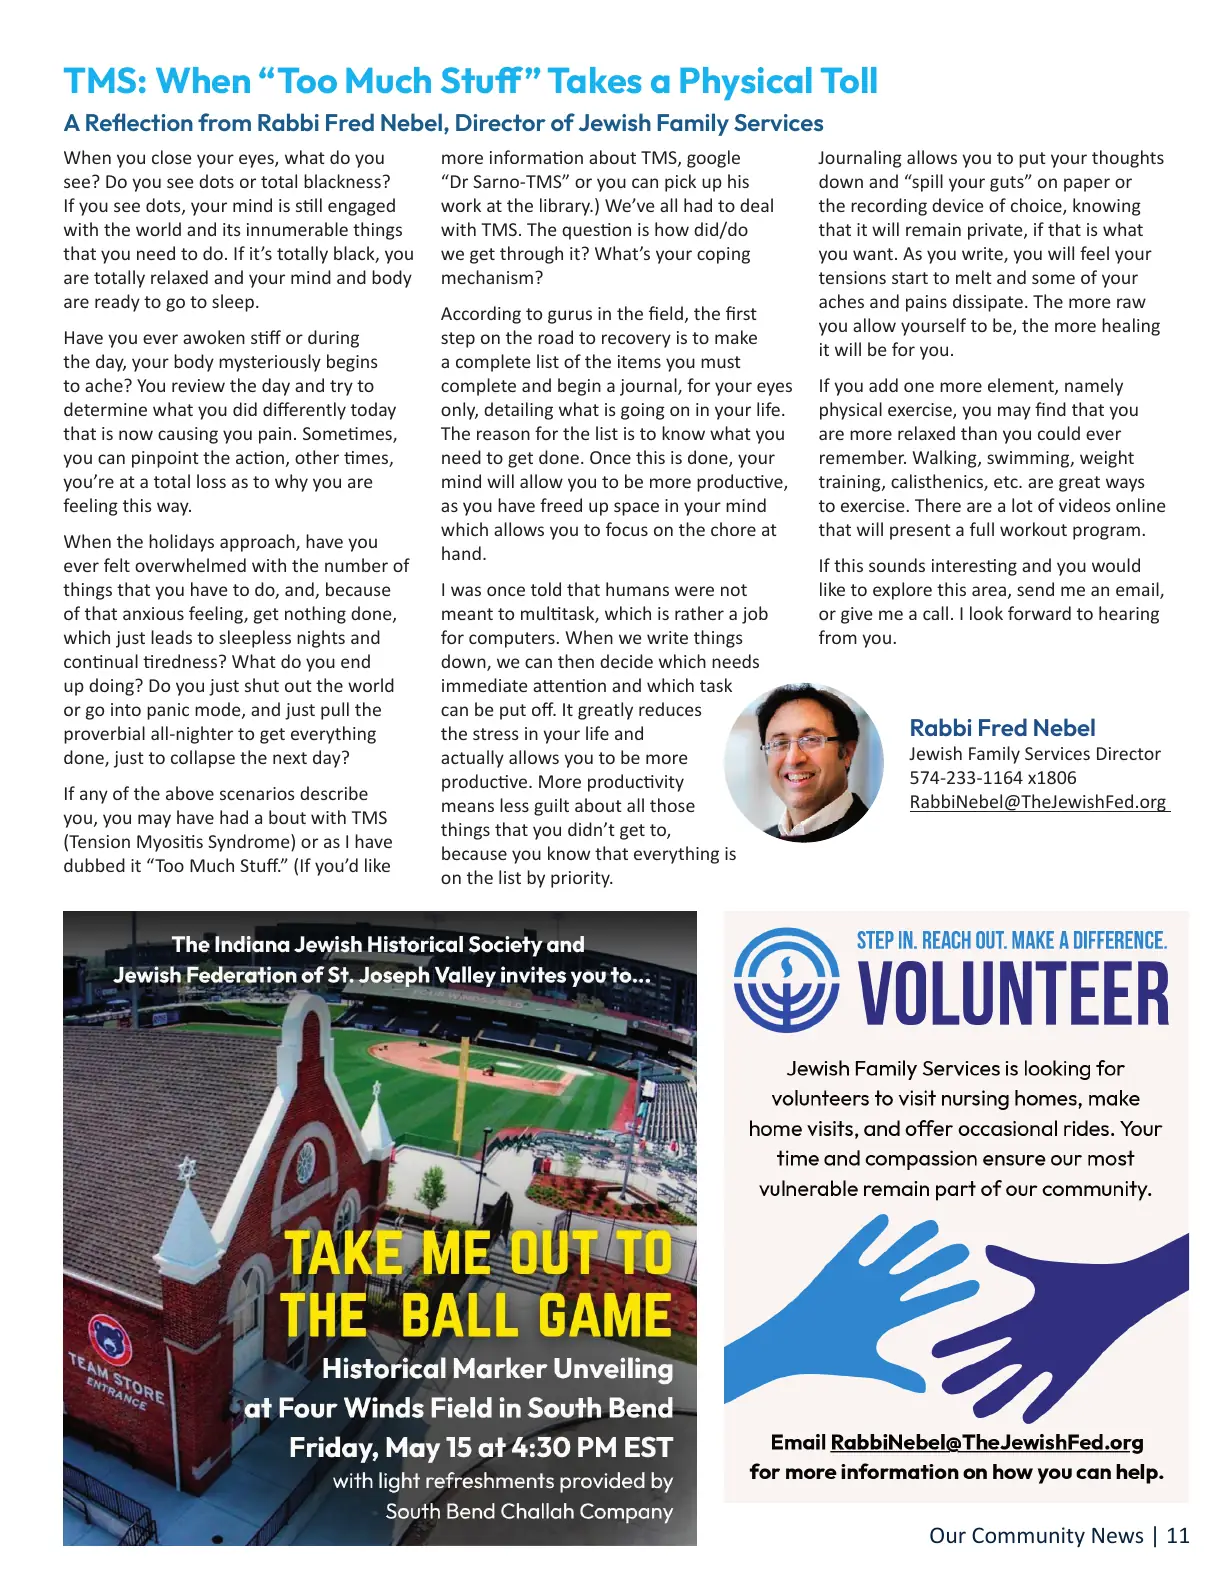 TMS: When “Too Much Stuff” Takes a Physical Toll
A Reflection from Rabbi Fred Nebel, Director of Jewish Family Services
When you close your eyes, what do you
see? Do you see dots or total blackness?
If you see dots, your mind is still engaged
with the world and its innumerable things
that you need to do. If it’s totally black, you
are totally relaxed and your mind and body
are ready to go to sleep.
Have you ever awoken stiff or during
the day, your body mysteriously begins
to ache? You review the day and try to
determine what you did differently today
that is now causing you pain. Sometimes,
you can pinpoint the action, other times,
you’re at a total loss as to why you are
feeling this way.
When the holidays approach, have you
ever felt overwhelmed with the number of
things that you have to do, and, because
of that anxious feeling, get nothing done,
which just leads to sleepless nights and
continual tiredness? What do you end
up doing? Do you just shut out the world
or go into panic mode, and just pull the
proverbial all-nighter to get everything
done, just to collapse the next day?
If any of the above scenarios describe
you, you may have had a bout with TMS
(Tension Myositis Syndrome) or as I have
dubbed it “Too Much Stuff.” (If you’d like
more information about TMS, google
“Dr Sarno-TMS” or you can pick up his
work at the library.) We’ve all had to deal
with TMS. The question is how did/do
we get through it? What’s your coping
mechanism?
According to gurus in the field, the first
step on the road to recovery is to make
a complete list of the items you must
complete and begin a journal, for your eyes
only, detailing what is going on in your life.
The reason for the list is to know what you
need to get done. Once this is done, your
mind will allow you to be more productive,
as you have freed up space in your mind
which allows you to focus on the chore at
hand.
I was once told that humans were not
meant to multitask, which is rather a job
for computers. When we write things
down, we can then decide which needs
immediate attention and which task
can be put off. It greatly reduces
the stress in your life and
actually allows you to be more
productive. More productivity
means less guilt about all those
things that you didn’t get to,
because you know that everything is
on the list by priority.
Journaling allows you to put your thoughts
down and “spill your guts” on paper or
the recording device of choice, knowing
that it will remain private, if that is what
you want. As you write, you will feel your
tensions start to melt and some of your
aches and pains dissipate. The more raw
you allow yourself to be, the more healing
it will be for you.
If you add one more element, namely
physical exercise, you may find that you
are more relaxed than you could ever
remember. Walking, swimming, weight
training, calisthenics, etc. are great ways
to exercise. There are a lot of videos online
that will present a full workout program.
If this sounds interesting and you would
like to explore this area, send me an email,
or give me a call. I look forward to hearing
from you.
Rabbi Fred Nebel
Jewish Family Services Director
574-233-1164 x1806
RabbiNebel@TheJewishFed.org
The Indiana Jewish Historical Society and
Jewish Federation of St. Joseph Valley invites you to...
TEAM STORE
ENTRANCE
TAKE ME OUT TO
THE BALL GAME
Historical Marker Unveiling
at Four Winds Field in South Bend
Friday, May 15 at 4:30 PM EST
with light refreshments provided by
South Bend Challah Company
STEP IN. REACH OUT. MAKE A DIFFERENCE.
VOLUNTEER
Jewish Family Services is looking for
volunteers to visit nursing homes, make
home visits, and offer occasional rides. Your
time and compassion ensure our most
vulnerable remain part of our community.
Email RabbiNebel@TheJewishFed.org
for more information on how you can help.
Our Community News | 11